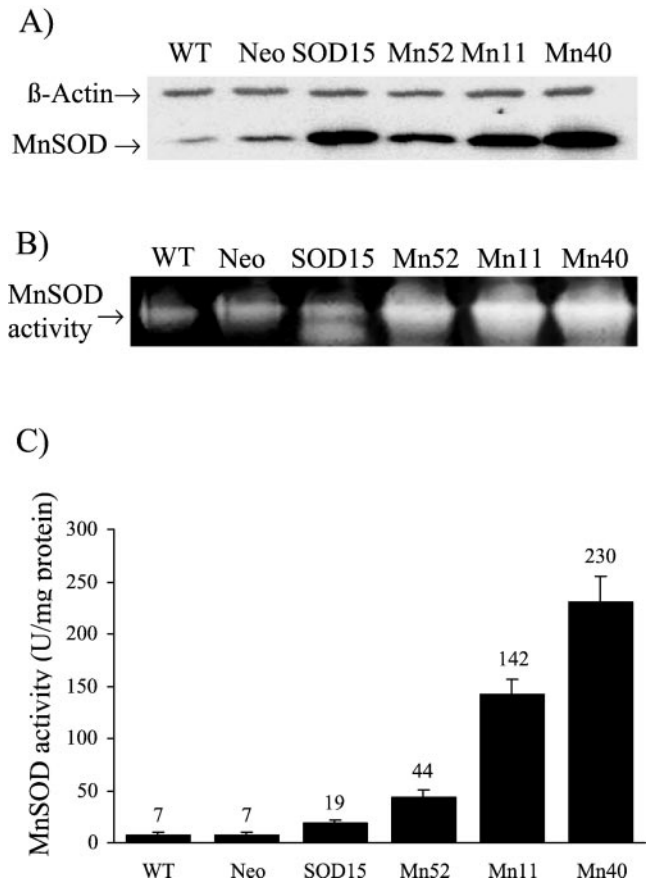 A)
WT Neo SOD15 Mn52 Mn11 Mn40
ß-Actin→
MnSOD →
B)
WT Neo SOD15 Mn52 Mn11 Mn40
MnSOD
activity →
C)
MnSOD activity (U/mg protein)
300
250
200
150
100
50
0
7 7 19 44 142 230
WT Neo SOD15 Mn52 Mn11 Mn40